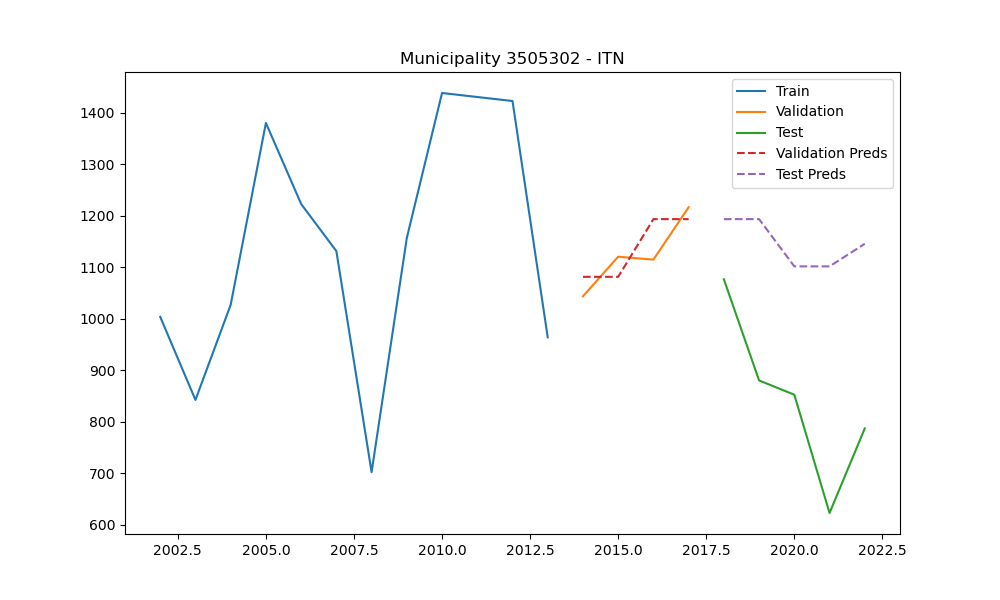 Municipality 3505302 - ITN
Train
Validation
Test
Validation Preds
Test Preds
1400
1300
1200
1100
1000
900
800
700
600
2002.5 2005.0 2007.5 2010.0 2012.5 2015.0 2017.5 2020.0 2022.5